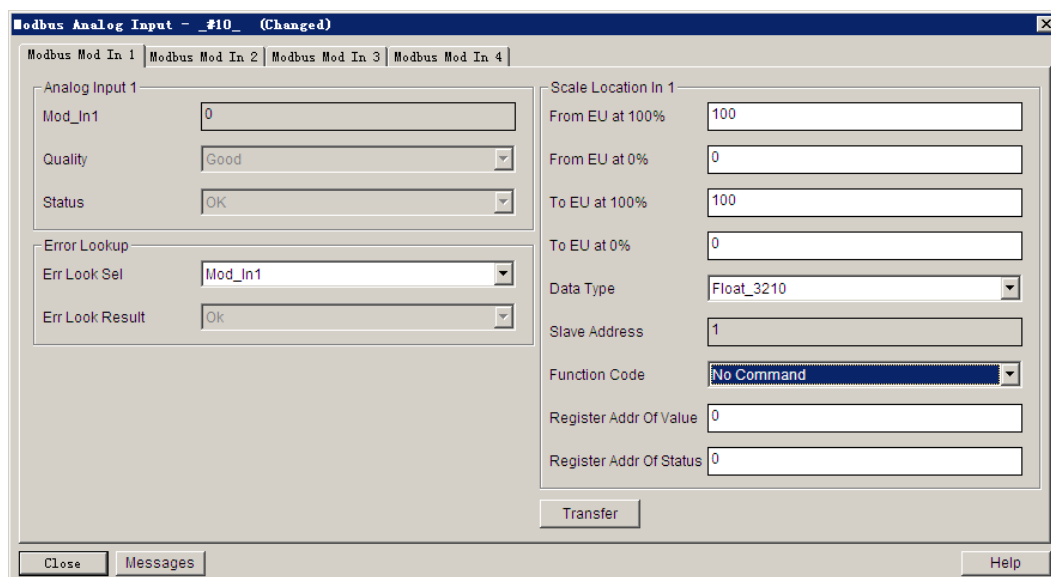 Modbus Analog Input - _#10_ (Changed)
Modbus Mod In 1 Modbus Mod In 2 Modbus Mod In 3 Modbus Mod In 4
Analog Input 1
Mod_In1 0
Quality Good
Status OK
Error Lookup
Err Look Sel Mod_In1
Err Look Result Ok
Scale Location In 1
From EU at 100% 100
From EU at 0% 0
To EU at 100% 100
To EU at 0% 0
Data Type Float_3210
Slave Address 1
Function Code No Command
Register Addr Of Value 0
Register Addr Of Status 0
Transfer
Close Messages Help